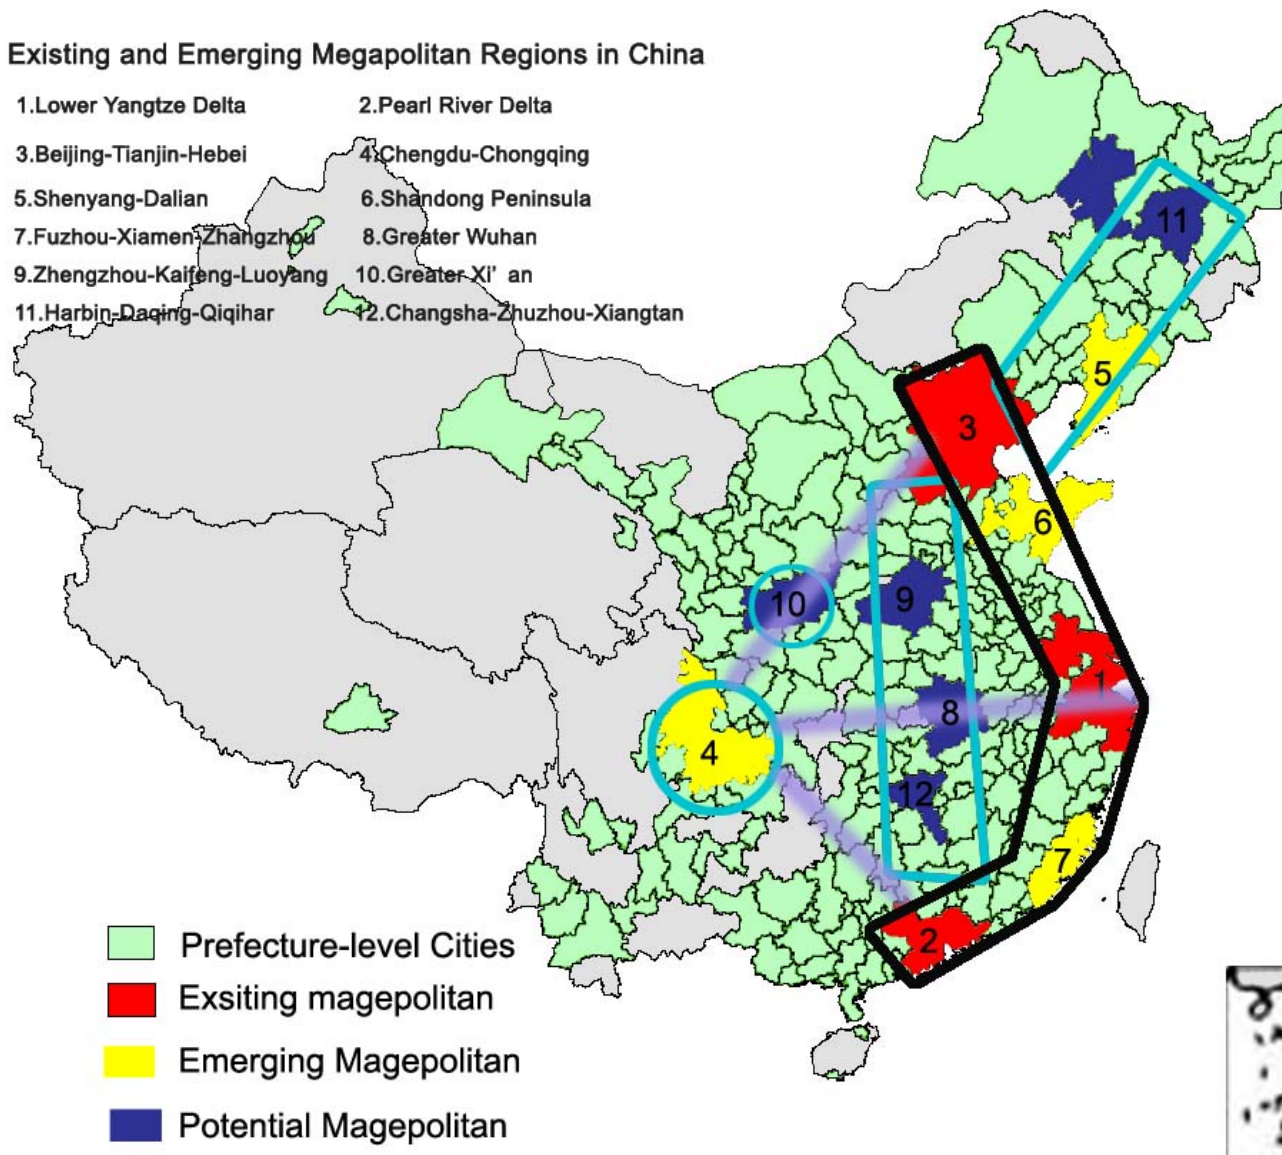 Existing and Emerging Megapolitan Regions in China
1.Lower Yangtze Delta 2.Pearl River Delta
3.Beijing-Tianjin-Hebei 4.Chengdu-Chongqing
5.Shenyang-Dalian 6.Shandong Peninsula
7.Fuzhou-Xiamen-Zhangzhou 8.Greater Wuhan
9.Zhengzhou-Kaifeng-Luoyang 10.Greater Xi’ an
11.Harbin-Daqing-Qiqihar 12.Changsha-Zhuzhou-Xiangtan
11
5
3
6
10
9
1
8
4
12
7
2
Prefecture-level Cities
Exsiting magepolitan
Emerging Magepolitan
Potential Magepolitan